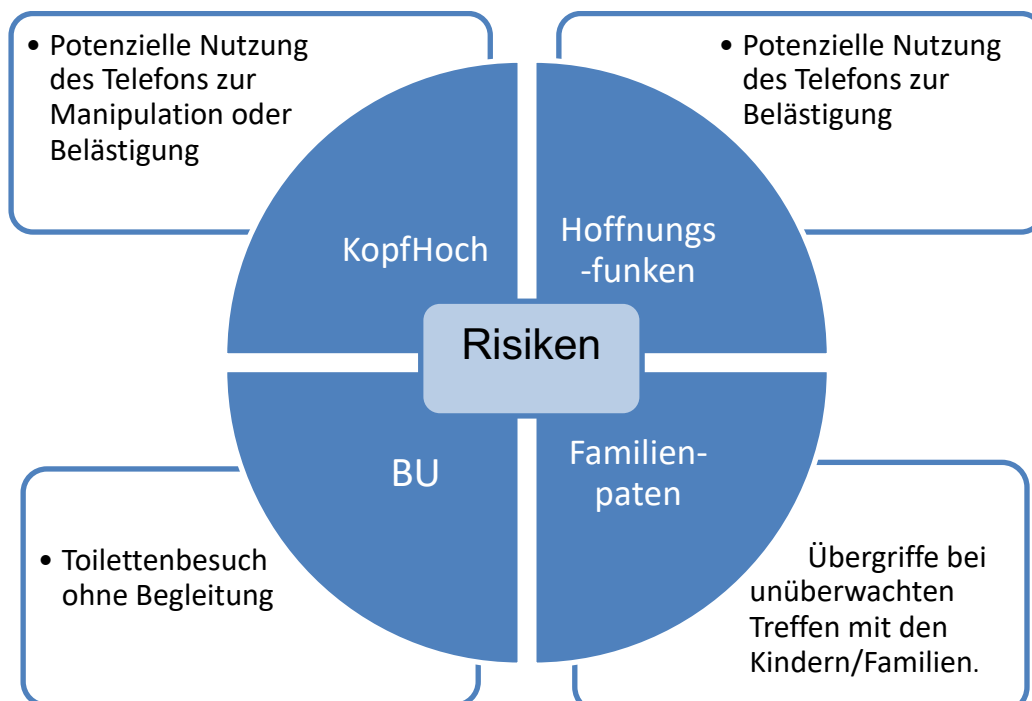 • Potenzielle Nutzung
des Telefons zur
Manipulation oder
Belästigung
• Potenzielle Nutzung
des Telefons zur
Belästigung
KopfHoch
Hoffnungs
-funken
Risiken
BU
Familien-
paten
• Toilettenbesuch
ohne Begleitung
Übergriffe bei
unüberwachten
Treffen mit den
Kindern/Familien.